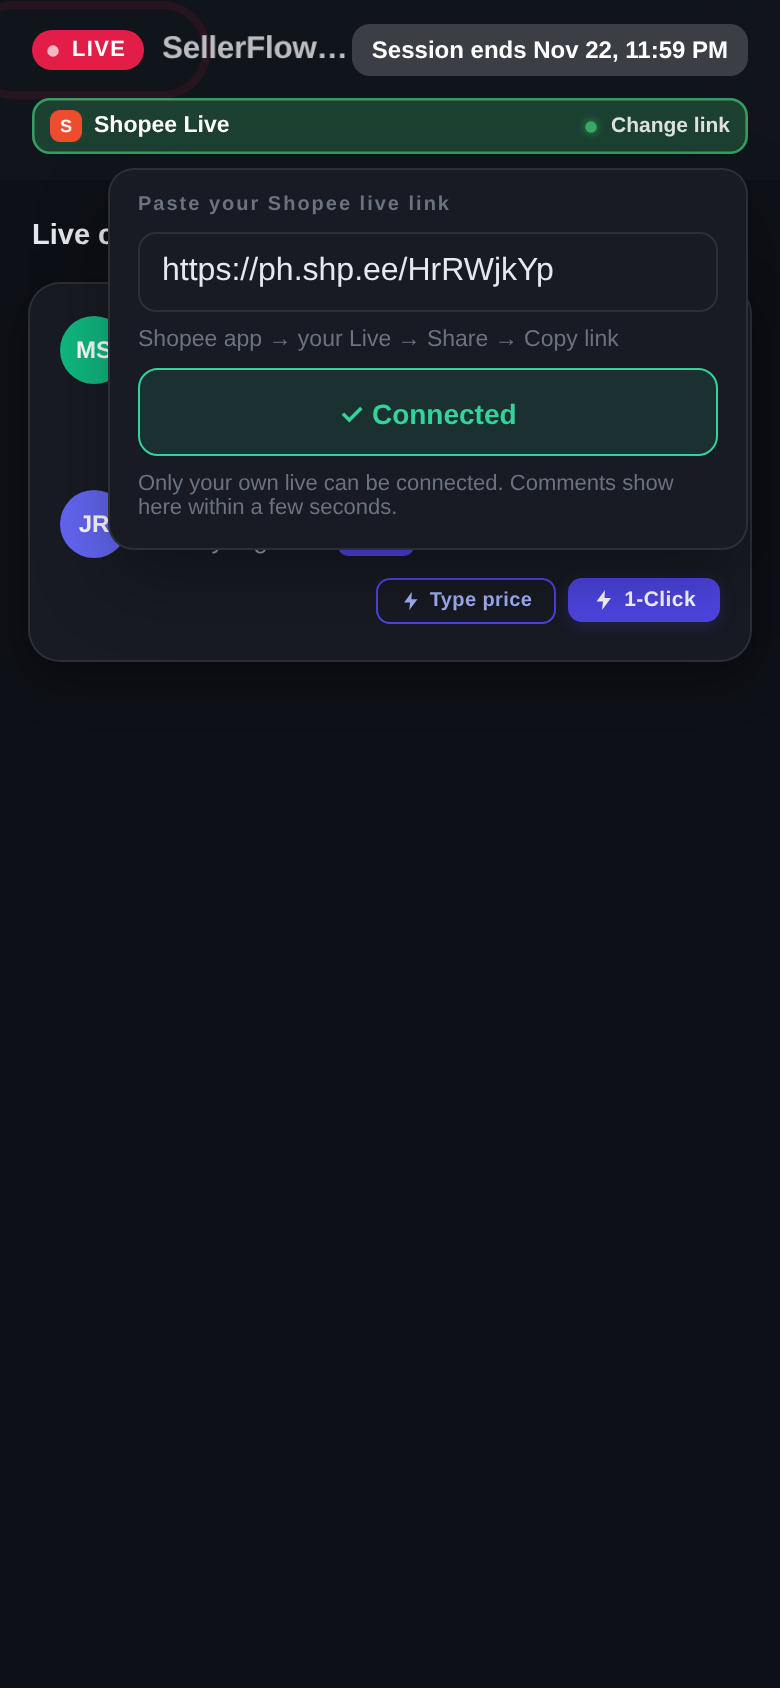 LIVE
SellerFlow…
Session ends Nov 22, 11:59 PM
S
Shopee Live
Change link
Paste your Shopee live link
Live
https://ph.shp.ee/HrRWjkYp
Shopee app → your Live → Share → Copy link
MS
✓ Connected
Only your own live can be connected. Comments show
here within a few seconds.
JR
Type price
1-Click